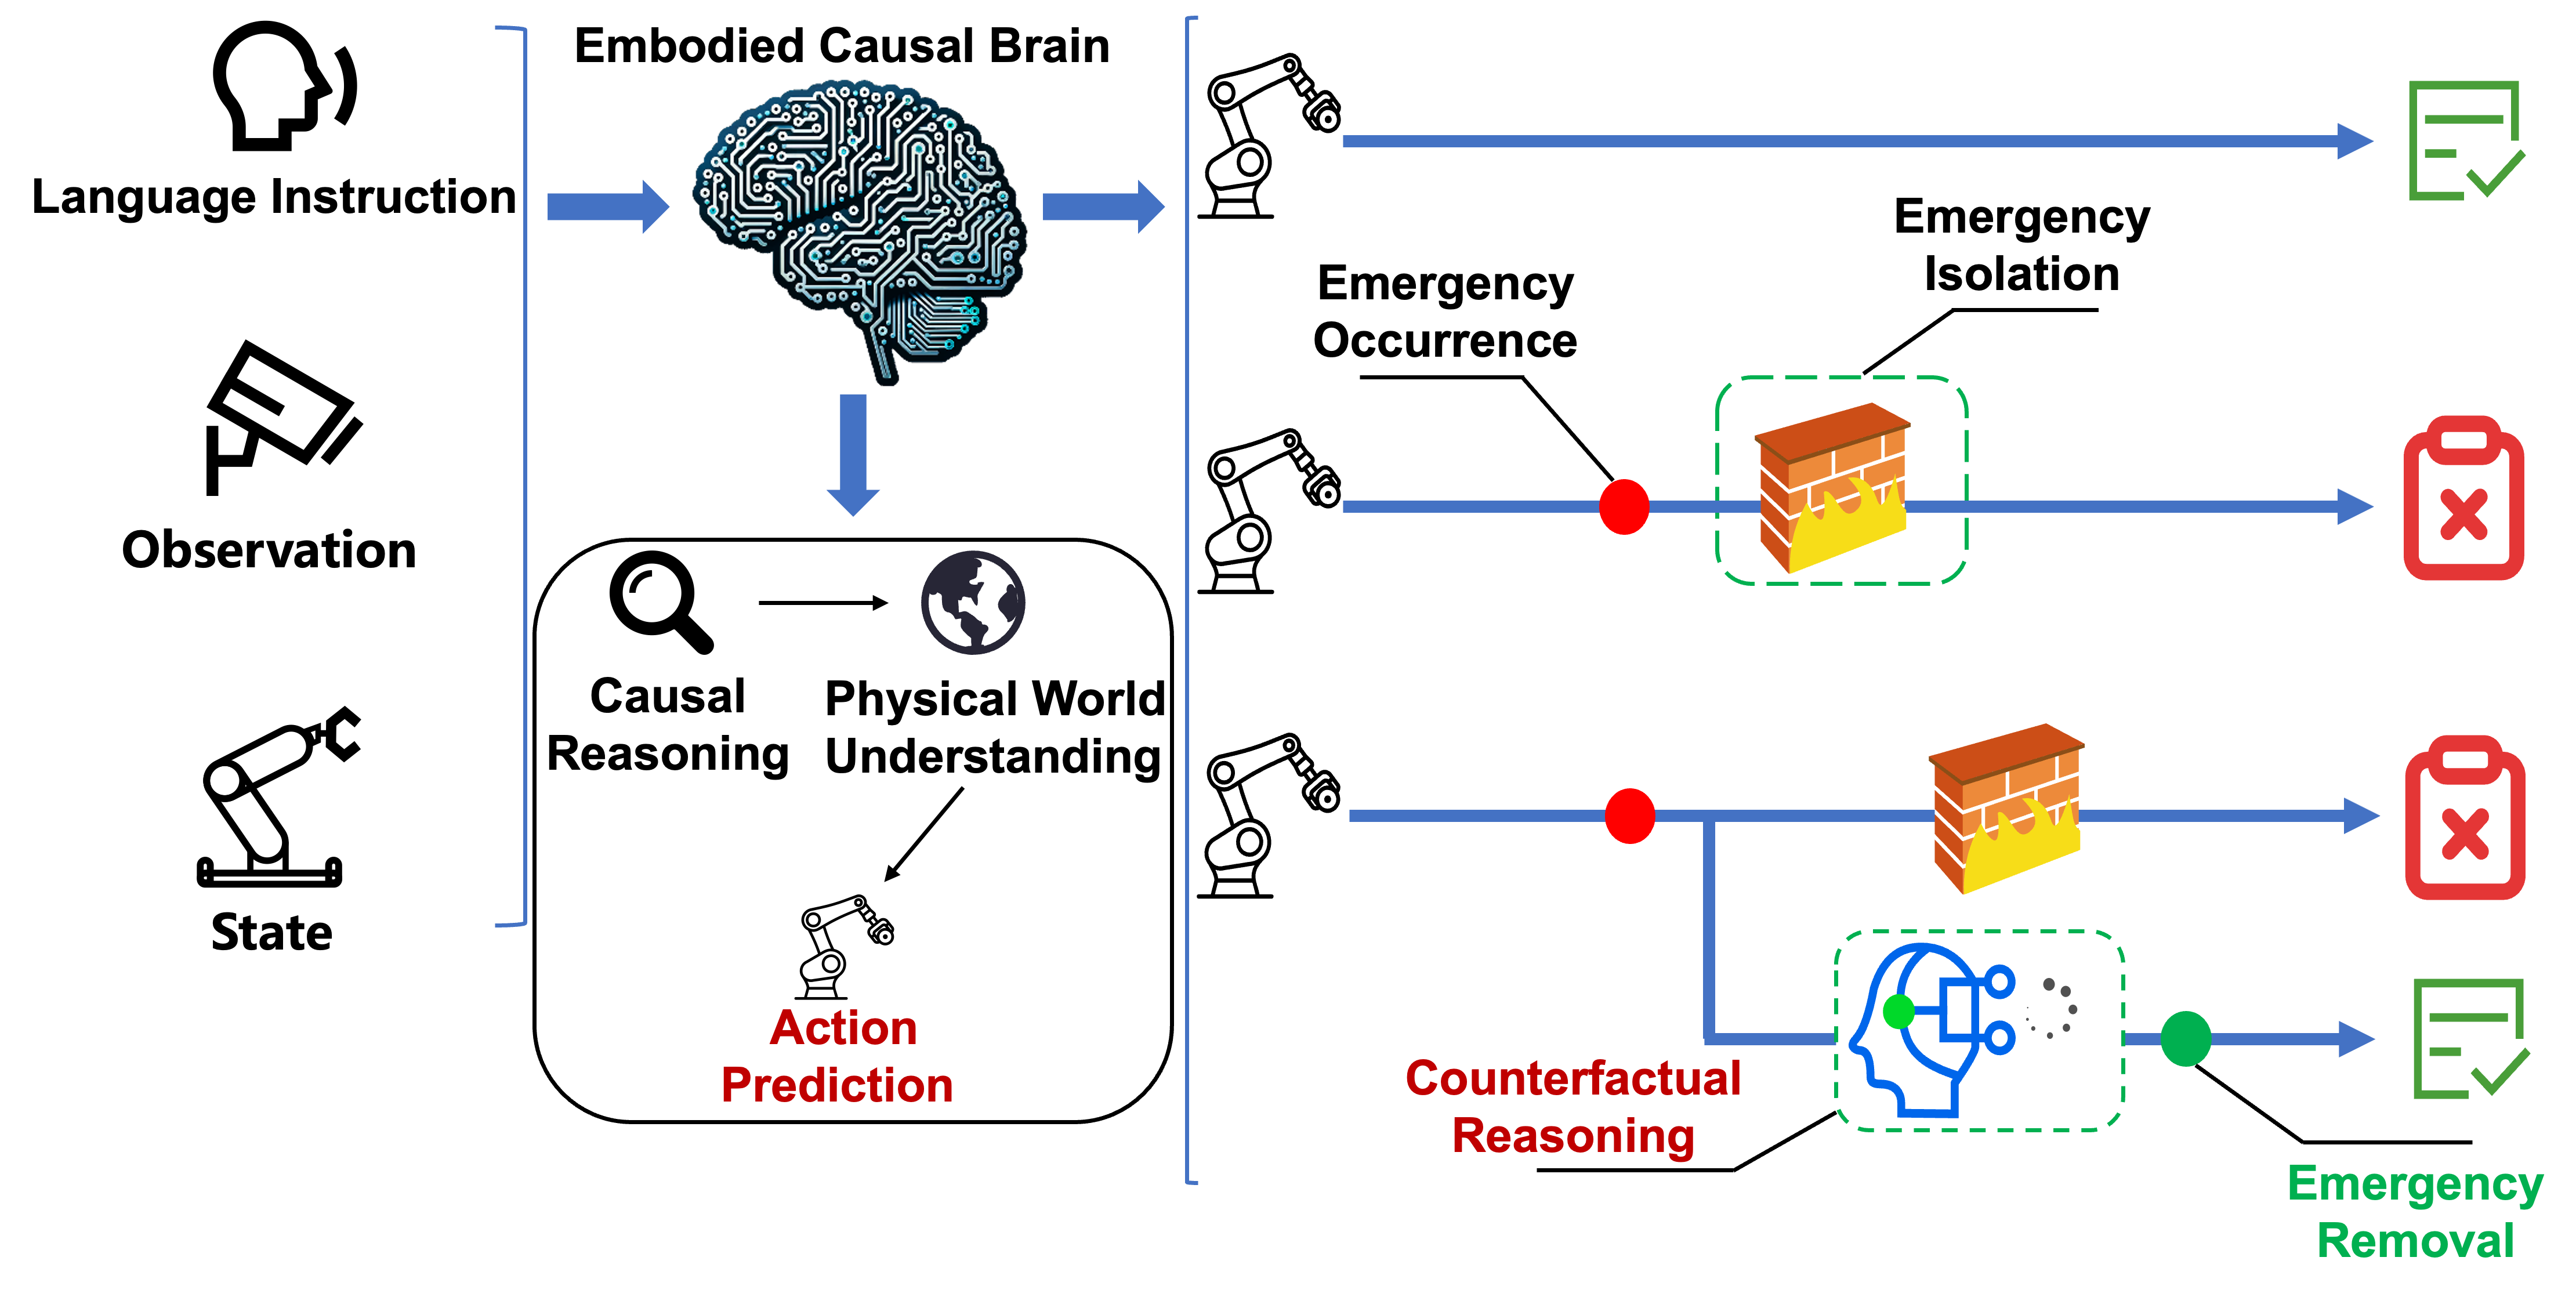 Language Instruction
Observation
State
Embodied Causal Brain
Causal
Reasoning
Physical World
Understanding
Action
Prediction
Emergency
Occurrence
Emergency
Isolation
Counterfactual
Reasoning
Emergency
Removal